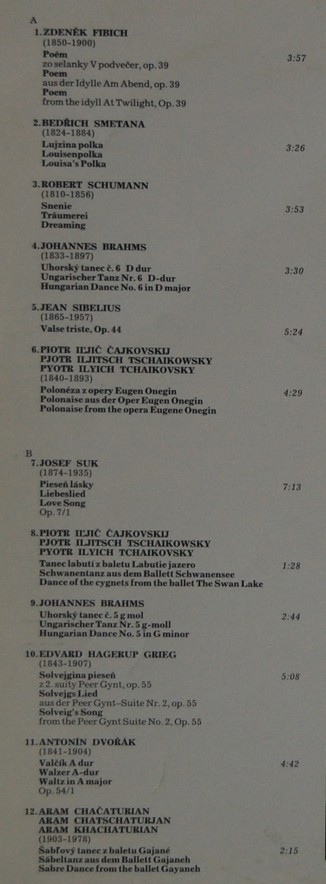 A
1. ZDENĚK FIBICH
(1850-1900)
Poém 3:57
zo selanky V podvečer, op. 39
Poem
aus der Idylle Am Abend, op. 39
Poem
from the idyll At Twilight, Op. 39
2. BEDŘICH SMETANA
(1824-1884)
Lujzina polka 3:26
Louisenpolka
Louisa's Polka
3. ROBERT SCHUMANN
(1810-1856)
Snenie 3:53
Träumerei
Dreaming
4. JOHANNES BRAHMS
(1833-1897)
Uhorský tanec č. 6 D dur 3:30
Ungarischer Tanz Nr. 6 D-dur
Hungarian Dance No. 6 in D major
5. JEAN SIBELIUS
(1865-1957)
Valse triste, Op. 44 5:24
6. PIOTR IĽJIČ ČAJKOVSKIJ
PJOTR ILJITSCH TSCHAIKOWSKY
PYOTR ILYICH TCHAIKOVSKY
(1840-1893)
Polonéza z opery Eugen Onegin 4:29
Polonaise aus der Oper Eugen Onegin
Polonaise from the opera Eugene Onegin
B
7. JOSEF SUK
(1874-1935)
Pieseň lásky 7:13
Liebeslied
Love Song
Op. 7/1
8. PIOTR IĽJIČ ČAJKOVSKIJ
PJOTR ILJITSCH TSCHAIKOWSKY
PYOTR ILYICH TCHAIKOVSKY
Tanec labutí z baletu Labutie jazero 1:28
Schwanentanz aus dem Ballett Schwanensee
Dance of the cygnets from the ballet The Swan Lake
9. JOHANNES BRAHMS
Uhorský tanec č. 5 g mol 2:44
Ungarischer Tanz Nr. 5 g-moll
Hungarian Dance No. 5 in G minor
10. EDVARD HAGERUP GRIEG
(1843-1907)
Solvejgina pieseň 5:08
z 2. suity Peer Gynt, op. 55
Solvejgs Lied
aus der Peer Gynt-Suite Nr. 2, op. 55
Solveig's Song
from the Peer Gynt Suite No. 2, Op. 55
11. ANTONÍN DVOŘÁK
(1841-1904)
Valčík A dur 4:42
Walzer A-dur
Waltz in A major
Op. 54/1
12. ARAM CHAČATURIAN
ARAM CHATSCHATURJAN
ARAM KHACHATURIAN
(1903-1978)
Šabľový tanec z baletu Gajané 2:15
Säbeltanz aus dem Ballett Gajaneh
Sabre Dance from the ballet Gayaneh